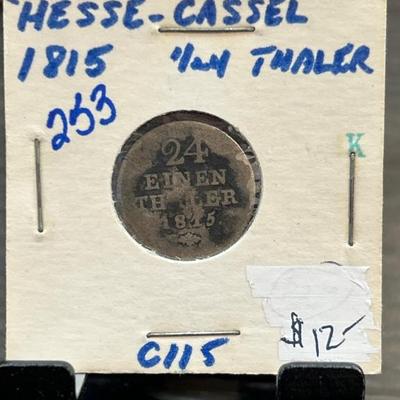 HESSE-CASSEL
1815 1/24 THALER
253
K
24
EINEN
THALER
1815
$12-
C115